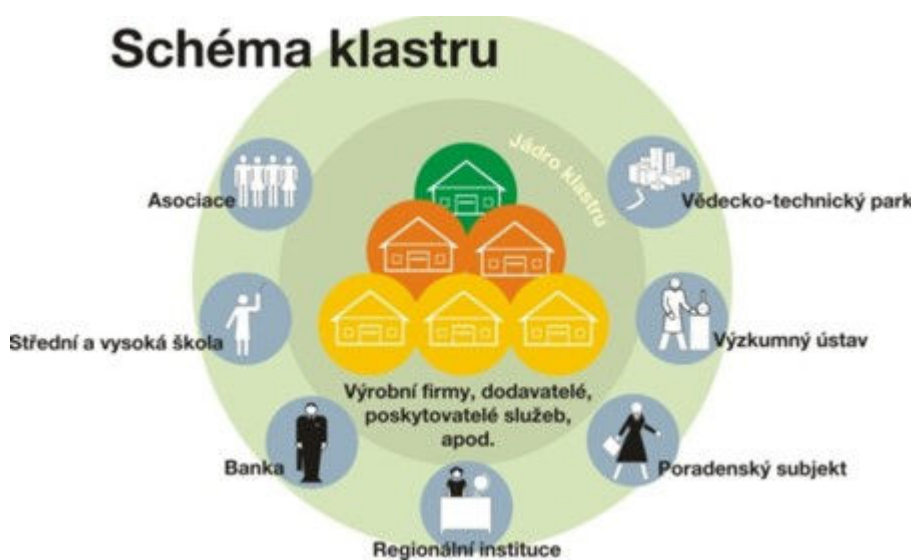 Schéma klastru
Jádro klastru
Asociace
Vědecko-technický park
Střední a vysoká škola
Výzkumný ústav
Výrobní firmy, dodavatelé,
poskytovatelé služeb,
apod.
Banka
Poradenský subjekt
Regionální instituce